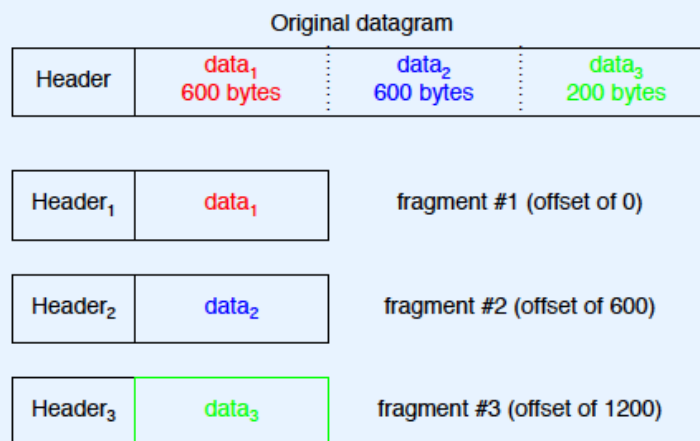 Original datagram
Header data₁ data₂ data₃
600 bytes 600 bytes 200 bytes
Header₁ data₁ fragment #1 (offset of 0)
Header₂ data₂ fragment #2 (offset of 600)
Header₃ data₃ fragment #3 (offset of 1200)